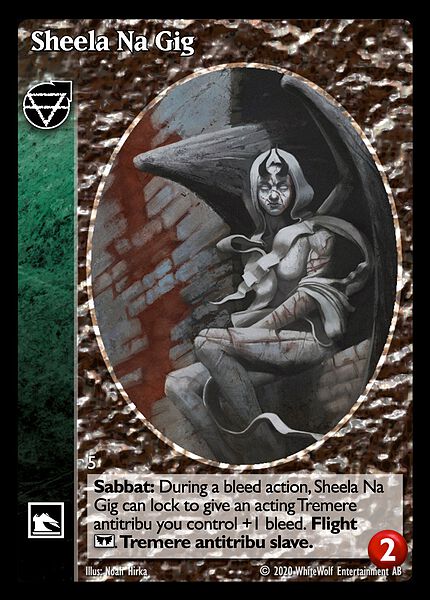 Sheela Na Gig
5
Sabbat: During a bleed action, Sheela Na
Gig can lock to give an acting Tremere
antitribu you control +1 bleed. Flight
. Tremere antitribu slave.
2
Illus: Noah Hirka
© 2020 WhiteWolf Entertainment AB